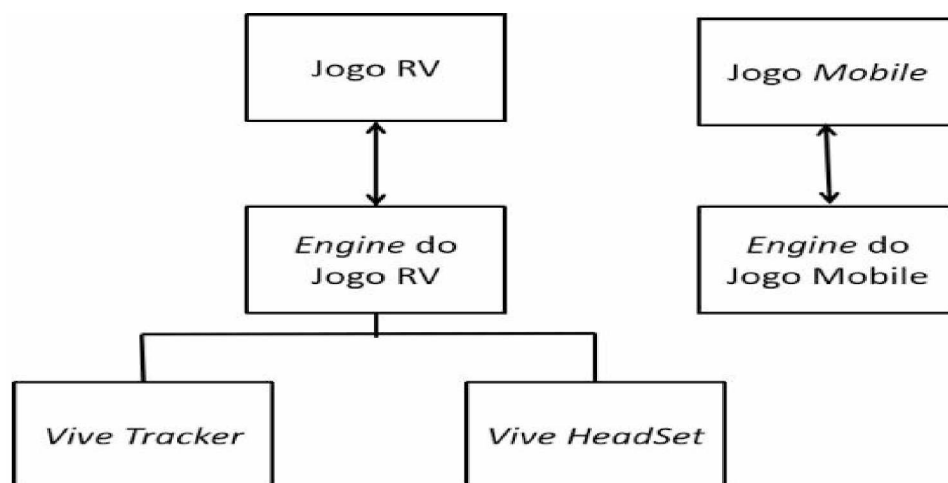 Jogo RV
Jogo Mobile
Engine do
Jogo RV
Engine do
Jogo Mobile
Vive Tracker
Vive HeadSet